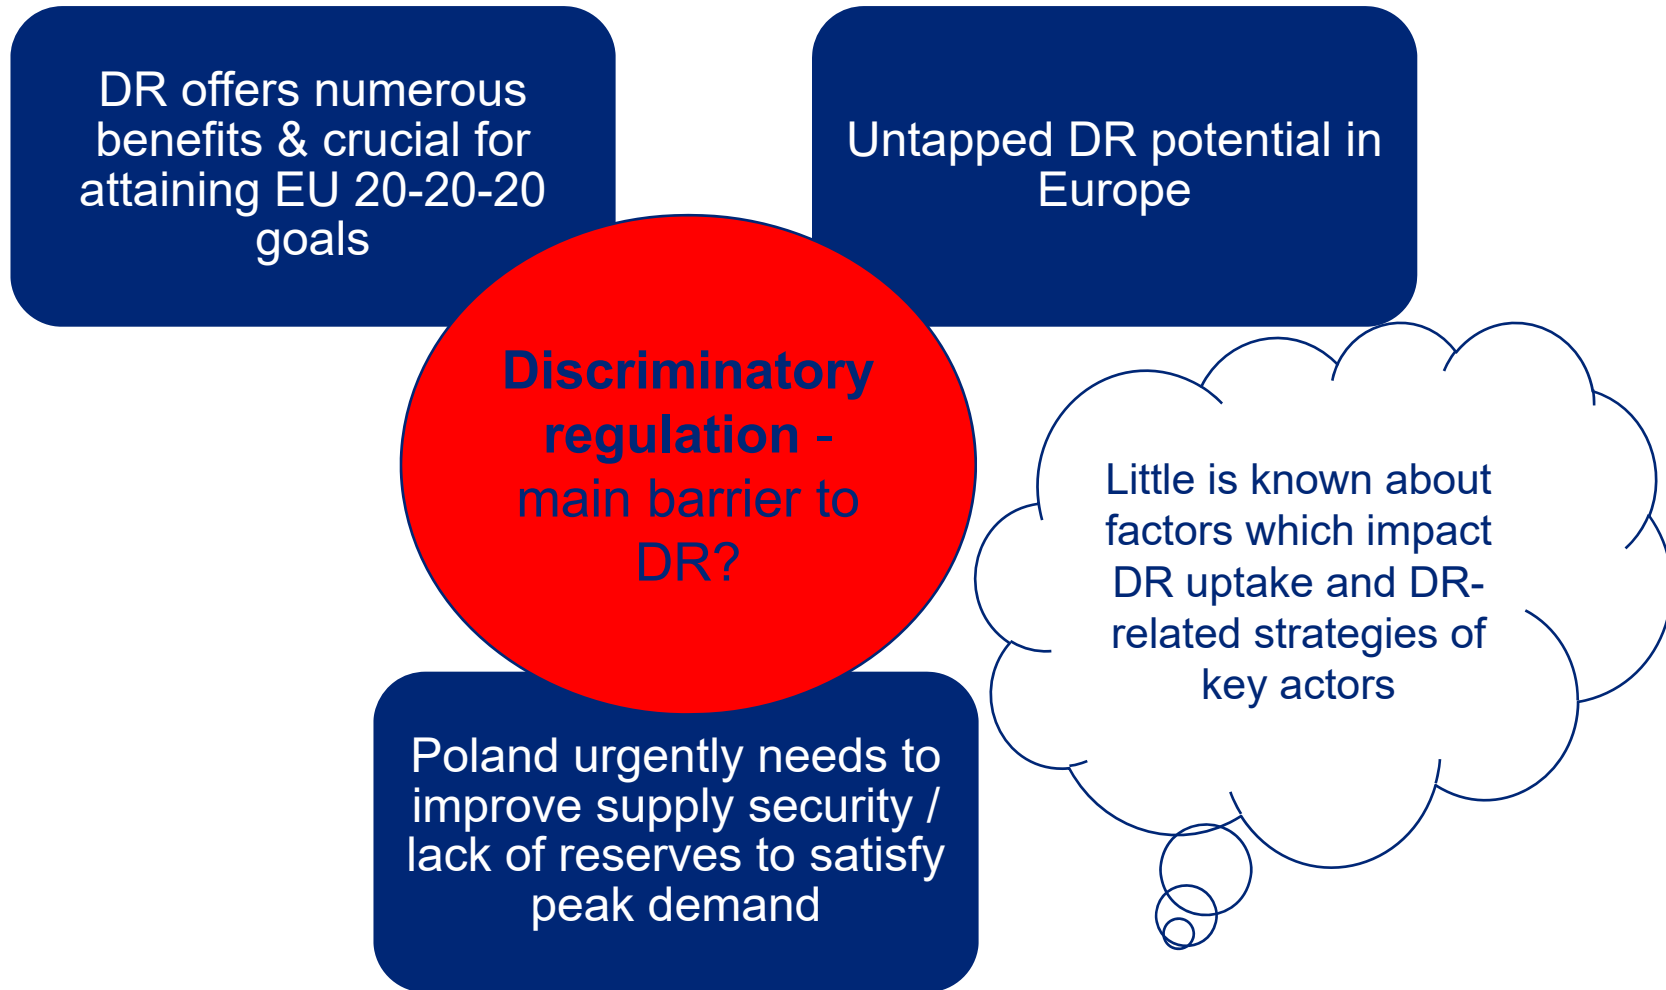 DR offers numerous
benefits & crucial for
attaining EU 20-20-20
goals
Untapped DR potential in
Europe
Discriminatory
regulation -
main barrier to
DR?
Little is known about
factors which impact
DR uptake and DR-
related strategies of
key actors
Poland urgently needs to
improve supply security /
lack of reserves to satisfy
peak demand